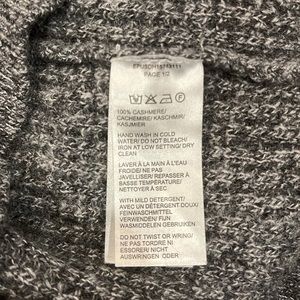 PAGE 1/2
F
100% CASHMERE/
CACHEMIRE/ KASCHMIR/
KASJMIER
HAND WASH IN COLD
WATER/ DO NOT BLEACH/
IRON AT LOW SETTING/ DRY
CLEAN
LAVER À LA MAIN À L'EAU
FROIDE/ NE PAS
JAVELLISER/ REPASSER À
BASSE TEMPÉRATURE/
NETTOYER À SEC
WITH MILD DETERGENT/
AVEC UN DÉTERGENT DOUX/
FEINWASCHMITTEL
VERWENDEN/ FIJN
WASMIDDELEN GEBRUIKEN
DO NOT TWIST OR WRING/
NE PAS TORDRE NI
ESSORER/ NICHT
AUSWRINGEN ODER